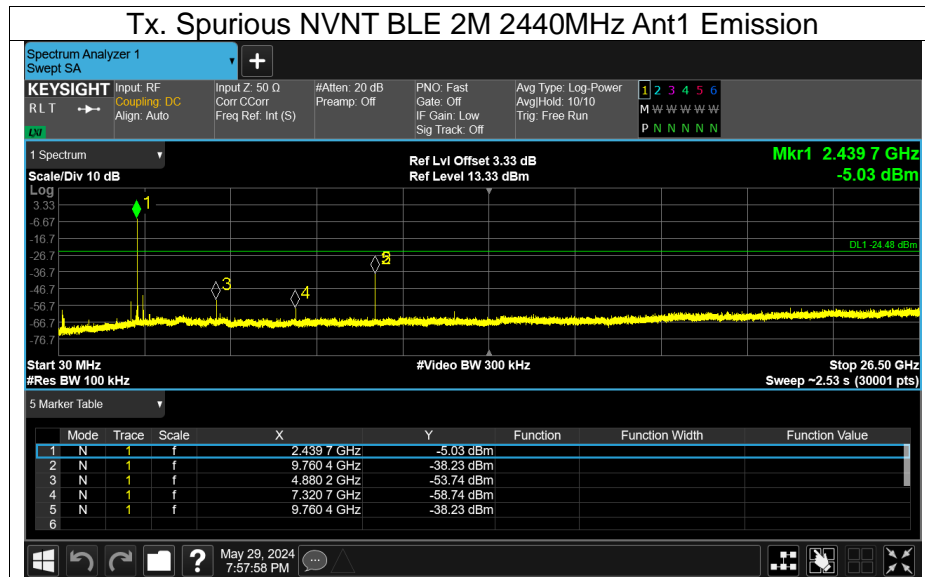 Tx. Spurious NVNT BLE 2M 2440MHz Ant1 Emission
Spectrum Analyzer 1
Swept SA
+
KEYSIGHT
RLT
LXI
Input: RF
Coupling: DC
Align: Auto
Input Z: 50 Ω
Corr CCorr
Freq Ref: Int (S)
#Atten: 20 dB
Preamp: Off
PNO: Fast
Gate: Off
IF Gain: Low
Sig Track: Off
Avg Type: Log-Power
Avg|Hold: 10/10
Trig: Free Run
1 2 3 4 5 6
M W W W W W
P N N N N N
1 Spectrum
Scale/Div 10 dB
Ref Lvl Offset 3.33 dB
Ref Level 13.33 dBm
Mkr1 2.439 7 GHz
-5.03 dBm
Log
3.33
-6.67
-16.7
-26.7
-36.7
-46.7
-56.7
-66.7
-76.7
1
3
4
DL1 -24.48 dBm
Start 30 MHz
#Video BW 300 kHz
Stop 26.50 GHz
#Res BW 100 kHz
Sweep ~2.53 s (30001 pts)
5 Marker Table
Mode Trace Scale X Y Function Function Width Function Value
1 N 1 f 2.439 7 GHz -5.03 dBm
2 N 1 f 9.760 4 GHz -38.23 dBm
3 N 1 f 4.880 2 GHz -53.74 dBm
4 N 1 f 7.320 7 GHz -58.74 dBm
5 N 1 f 9.760 4 GHz -38.23 dBm
6
?
May 29, 2024
7:57:58 PM